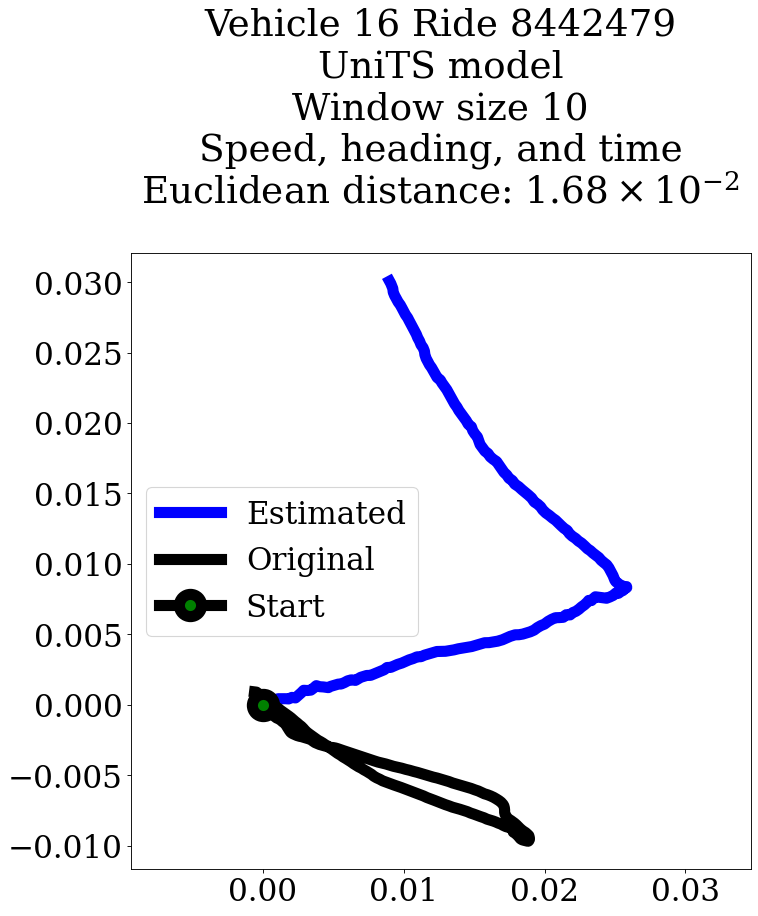 Vehicle 16 Ride 8442479
UniTS model
Window size 10
Speed, heading, and time
Euclidean distance: 1.68 × 10⁻²
0.030
0.025
0.020
0.015
0.010
0.005
0.000
−0.005
−0.010
Estimated
Original
Start
0.00 0.01 0.02 0.03